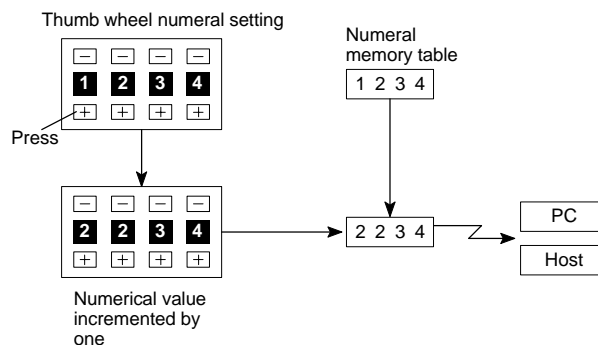 Thumb wheel numeral setting
− − − −
1 2 3 4
+ + + +
Press
Numeral
memory table
1 2 3 4
− − − −
2 2 3 4
+ + + +
Numerical value
incremented by
one
2 2 3 4
PC
Host